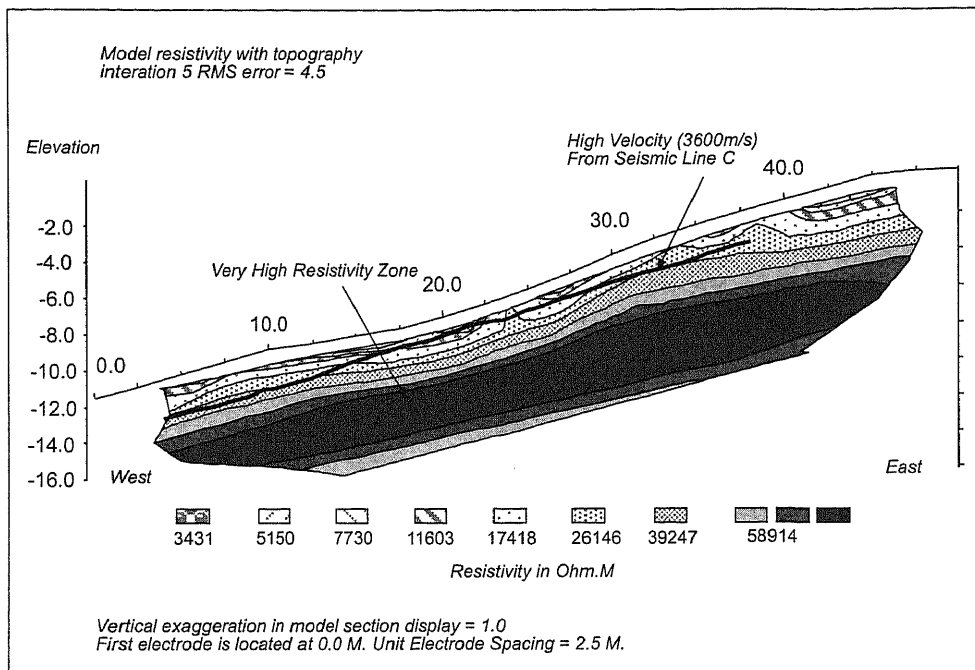 Model resistivity with topography
interation 5 RMS error = 4.5
Elevation
High Velocity (3600m/s)
From Seismic Line C
40.0
30.0
-2.0
-4.0
Very High Resistivity Zone
20.0
-6.0
-8.0
10.0
-10.0
0.0
-12.0
-14.0
-16.0
West
East
3431 5150 7730 11603 17418 26146 39247 58914
Resistivity in Ohm.M
Vertical exaggeration in model section display = 1.0
First electrode is located at 0.0 M. Unit Electrode Spacing = 2.5 M.